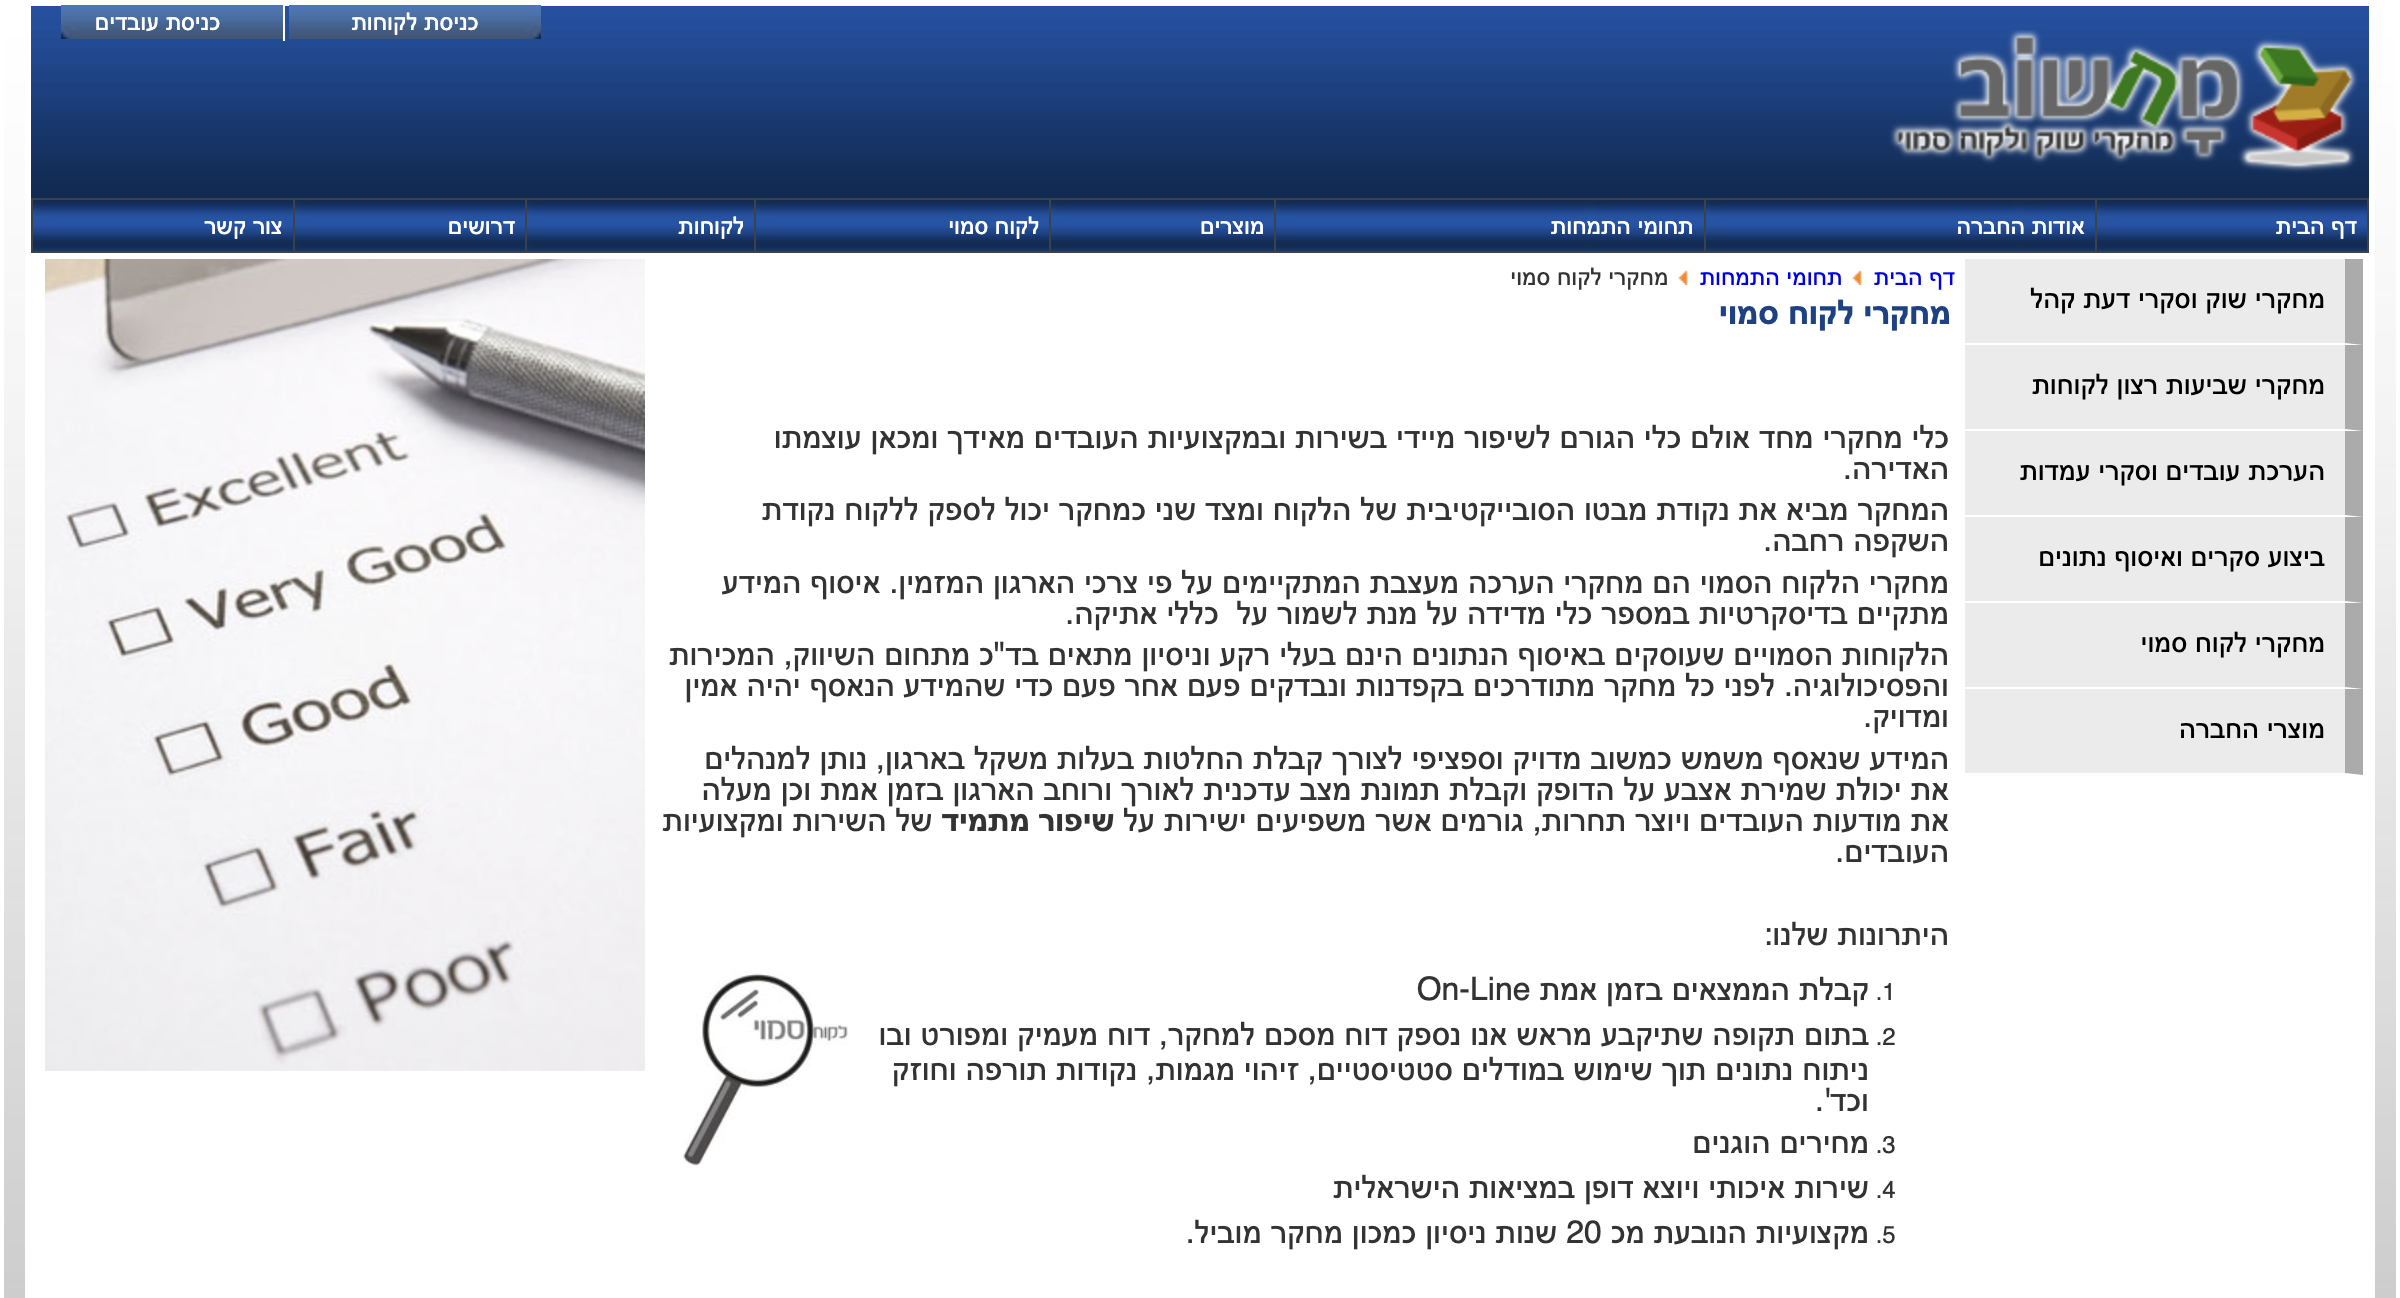 כניסת לקוחות
כניסת עובדים
מחשוב
מחקרי שוק ולקוח סמוי
דף הבית
אודות החברה
תחומי התמחות
מוצרים
לקוח סמוי
לקוחות
דרושים
צור קשר
מחקרי שוק וסקרי דעת קהל
מחקרי שביעות רצון לקוחות
הערכת עובדים וסקרי עמדות
ביצוע סקרים ואיסוף נתונים
מחקרי לקוח סמוי
מוצרי החברה
דף הבית תחומי התמחות מחקרי לקוח סמוי
מחקרי לקוח סמוי
כלי מחקרי מחד אולם כלי הגורם לשיפור מיידי בשירות ובמקצועיות העובדים מאידך ומכאן עוצמתו
האדירה.
המחקר מביא את נקודת מבטו הסובייקטיבית של הלקוח ומצד שני כמחקר יכול לספק ללקוח נקודת
השקפה רחבה.
מחקרי הלקוח הסמוי הם מחקרי הערכה מעצבת המתקיימים על פי צרכי הארגון המזמין. איסוף המידע
מתקיים בדיסקרטיות במספר כלי מדידה על מנת לשמור על כללי אתיקה.
הלקוחות הסמויים שעוסקים באיסוף הנתונים הינם בעלי רקע וניסיון מתאים בד"כ מתחום השיווק, המכירות
והפסיכולוגיה. לפני כל מחקר מתודרכים בקפדנות ונבדקים פעם אחר פעם כדי שהמידע הנאסף יהיה אמין
ומדויק.
המידע שנאסף משמש כמשוב מדויק וספציפי לצורך קבלת החלטות בעלות משקל בארגון, נותן למנהלים
את יכולת שמירת אצבע על הדופק וקבלת תמונת מצב עדכנית לאורך ורוחב הארגון בזמן אמת וכן מעלה
את מודעות העובדים ויוצר תחרות, גורמים אשר משפיעים ישירות על שיפור מתמיד של השירות ומקצועיות
העובדים.
היתרונות שלנו:
1. קבלת הממצאים בזמן אמת On-Line
2. בתום תקופה שתיקבע מראש אנו נספק דוח מסכם למחקר, דוח מעמיק ומפורט ובו
ניתוח נתונים תוך שימוש במודלים סטטיסטיים, זיהוי מגמות, נקודות תורפה וחוזק
וכד'.
3. מחירים הוגנים
4. שירות איכותי ויוצא דופן במציאות הישראלית
5. מקצועיות הנובעת מכ 20 שנות ניסיון כמכון מחקר מוביל.
לקוח סמוי
Excellent
Very Good
Good
Fair
Poor